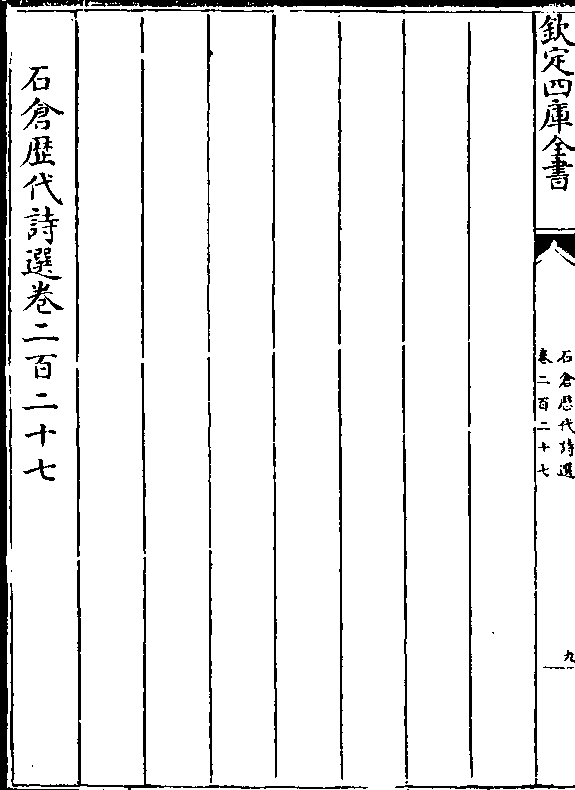 欽定四庫全書
石倉歷代詩選
卷二百二十七
九
石倉歴代詩選卷二百二十七